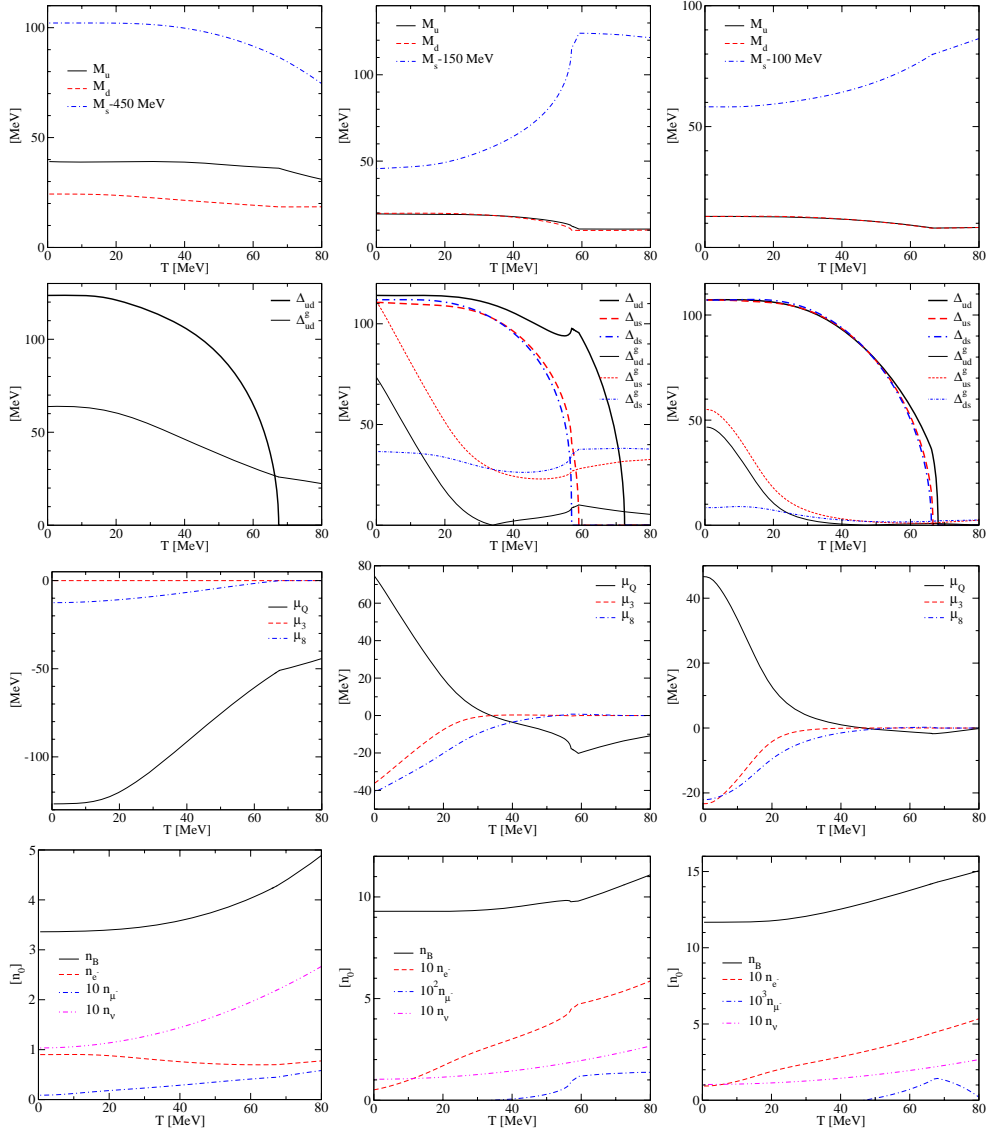 100
50
0
[MeV]
M_u
M_d
M_s-450 MeV
0 20 40 60 80
T [MeV]
100
50
0
[MeV]
M_u
M_d
M_s-150 MeV
0 20 40 60 80
T [MeV]
100
50
0
[MeV]
M_u
M_d
M_s-100 MeV
0 20 40 60 80
T [MeV]
100
50
0
[MeV]
Δ_ud
Δ^g_ud
0 20 40 60 80
T [MeV]
100
50
0
[MeV]
Δ_ud
Δ_us
Δ_ds
Δ^g_ud
Δ^g_us
Δ^g_ds
0 20 40 60 80
T [MeV]
100
50
0
[MeV]
Δ_ud
Δ_us
Δ_ds
Δ^g_ud
Δ^g_us
Δ^g_ds
0 20 40 60 80
T [MeV]
0
-50
-100
[MeV]
μ_Q
μ_3
μ_8
0 20 40 60 80
T [MeV]
80
60
40
20
0
-20
-40
[MeV]
μ_Q
μ_3
μ_8
0 20 40 60 80
T [MeV]
40
20
0
-20
[MeV]
μ_Q
μ_3
μ_8
0 20 40 60 80
T [MeV]
5
4
3
2
1
0
[n_0]
n_B
n_e^-
10 n_μ^-
10 n_ν
0 20 40 60 80
T [MeV]
10
5
0
[n_0]
n_B
10 n_e^-
10^2 n_μ^-
10 n_ν
0 20 40 60 80
T [MeV]
15
10
5
0
[n_0]
n_B
10 n_e^-
10^3 n_μ^-
10 n_ν
0 20 40 60 80
T [MeV]